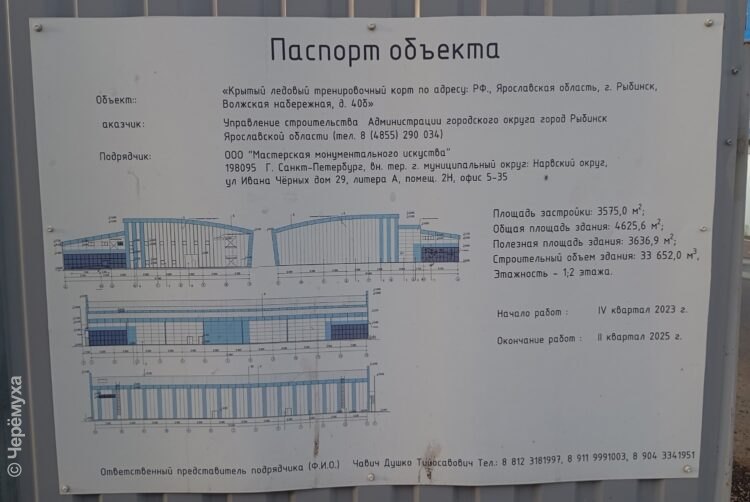 Паспорт объекта
Объект:: «Крытый ледовый тренировочный корт по адресу: РФ., Ярославская область, г. Рыбинск,
Волжская набережная, д. 40б»
аказчик: Управление строительства Администрации городского округа город Рыбинск
Ярославской области (тел. 8 (4855) 290 034)
Подрядчик: ООО "Мастерская монументального искуства"
198095 Г. Санкт-Петербург, вн. тер. г. муниципальный округ: Нарвский округ,
ул Ивана Чёрных дом 29, литера А, помещ. 2Н, офис 5-35
Площадь застройки: 3575,0 м²;
Общая площадь здания: 4625,6 м²;
Полезная площадь здания: 3636,9 м²;
Строительный объем здания: 33 652,0 м³,
Этажность - 1;2 этажа.
Начало работ : IV квартал 2023 г.
Окончание работ : II квартал 2025 г.
Ответственный представитель подрядчика (Ф.И.О.) Чавич Душко Тихосавович Тел.: 8 812 3181997, 8 911 9991003, 8 904 3341951
© Черёмуха